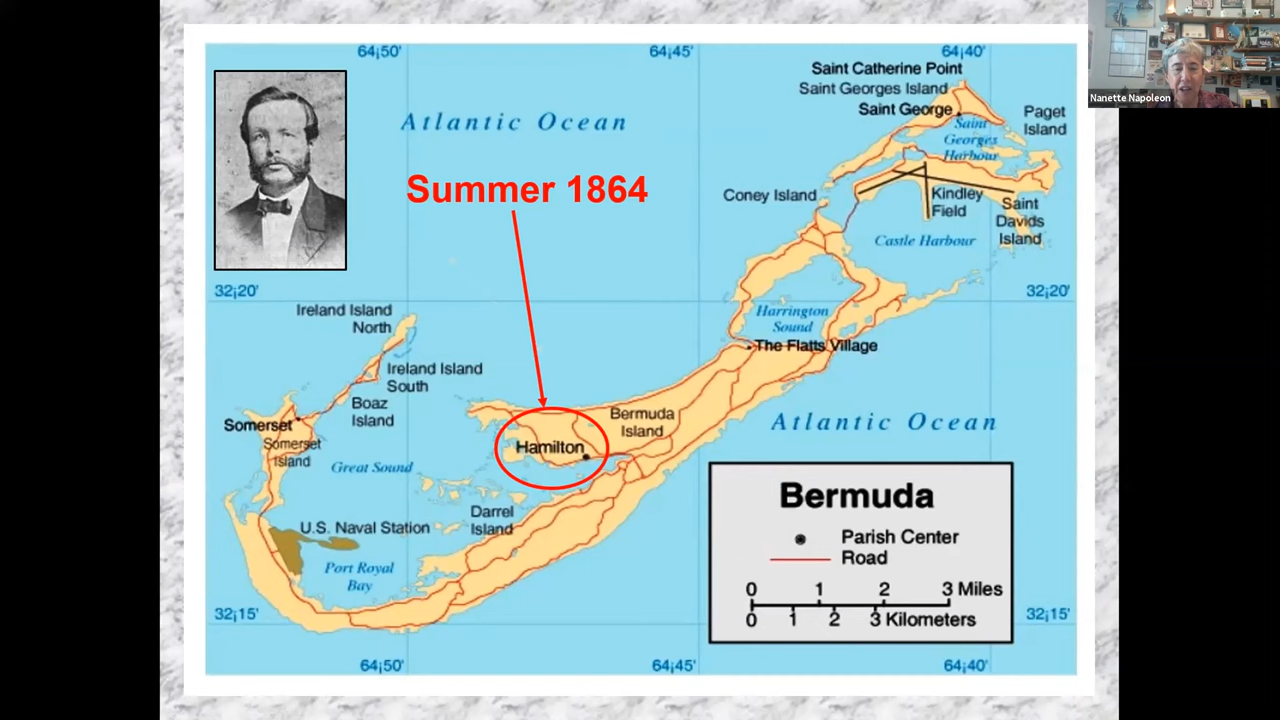 64¡50'
64¡45'
64¡40'
Nanette Napoleon
Saint Catherine Point
Saint Georges Island
Saint George
Paget
Island
Saint
Georges
Harbour
Atlantic Ocean
Summer 1864
Coney Island
Kindley
Field
Saint
Davids
Island
Castle Harbour
32¡20'
32¡20'
Ireland Island
North
Harrington
Sound
The Flatts Village
Ireland Island
South
Boaz
Island
Bermuda
Island
Atlantic Ocean
Somerset
Somerset
Island
Hamilton
Great Sound
Darrel
Island
U.S. Naval Station
Port Royal
Bay
Bermuda
Parish Center
Road
0 1 2 3 Miles
0 1 2 3 Kilometers
32¡15'
32¡15'
64¡50'
64¡45'
64¡40'